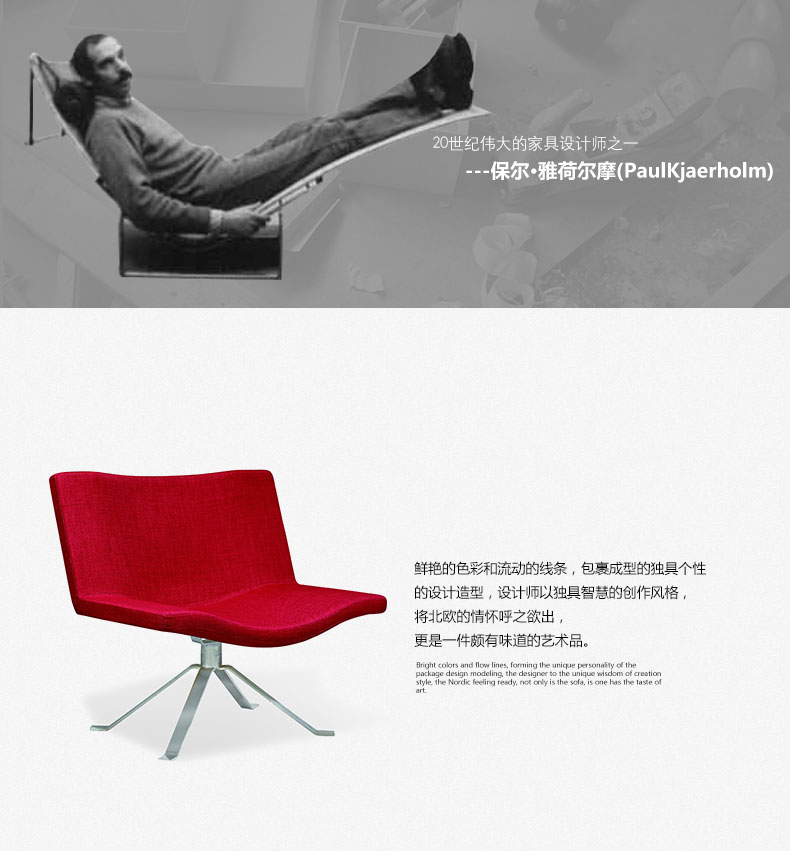 20世纪伟大的家具设计师之一
---保尔·雅荷尔摩(PaulKjaerholm)
鲜艳的色彩和流动的线条，包裹成型的独具个性
的设计造型，设计师以独具智慧的创作风格，
将北欧的情怀呼之欲出，
更是一件颇有味道的艺术品。
Bright colors and flow lines, forming the unique personality of the
package design modeling, the designer to the unique wisdom of creation
style, the Nordic feeling ready, not only is the sofa, is one has the taste of
art.